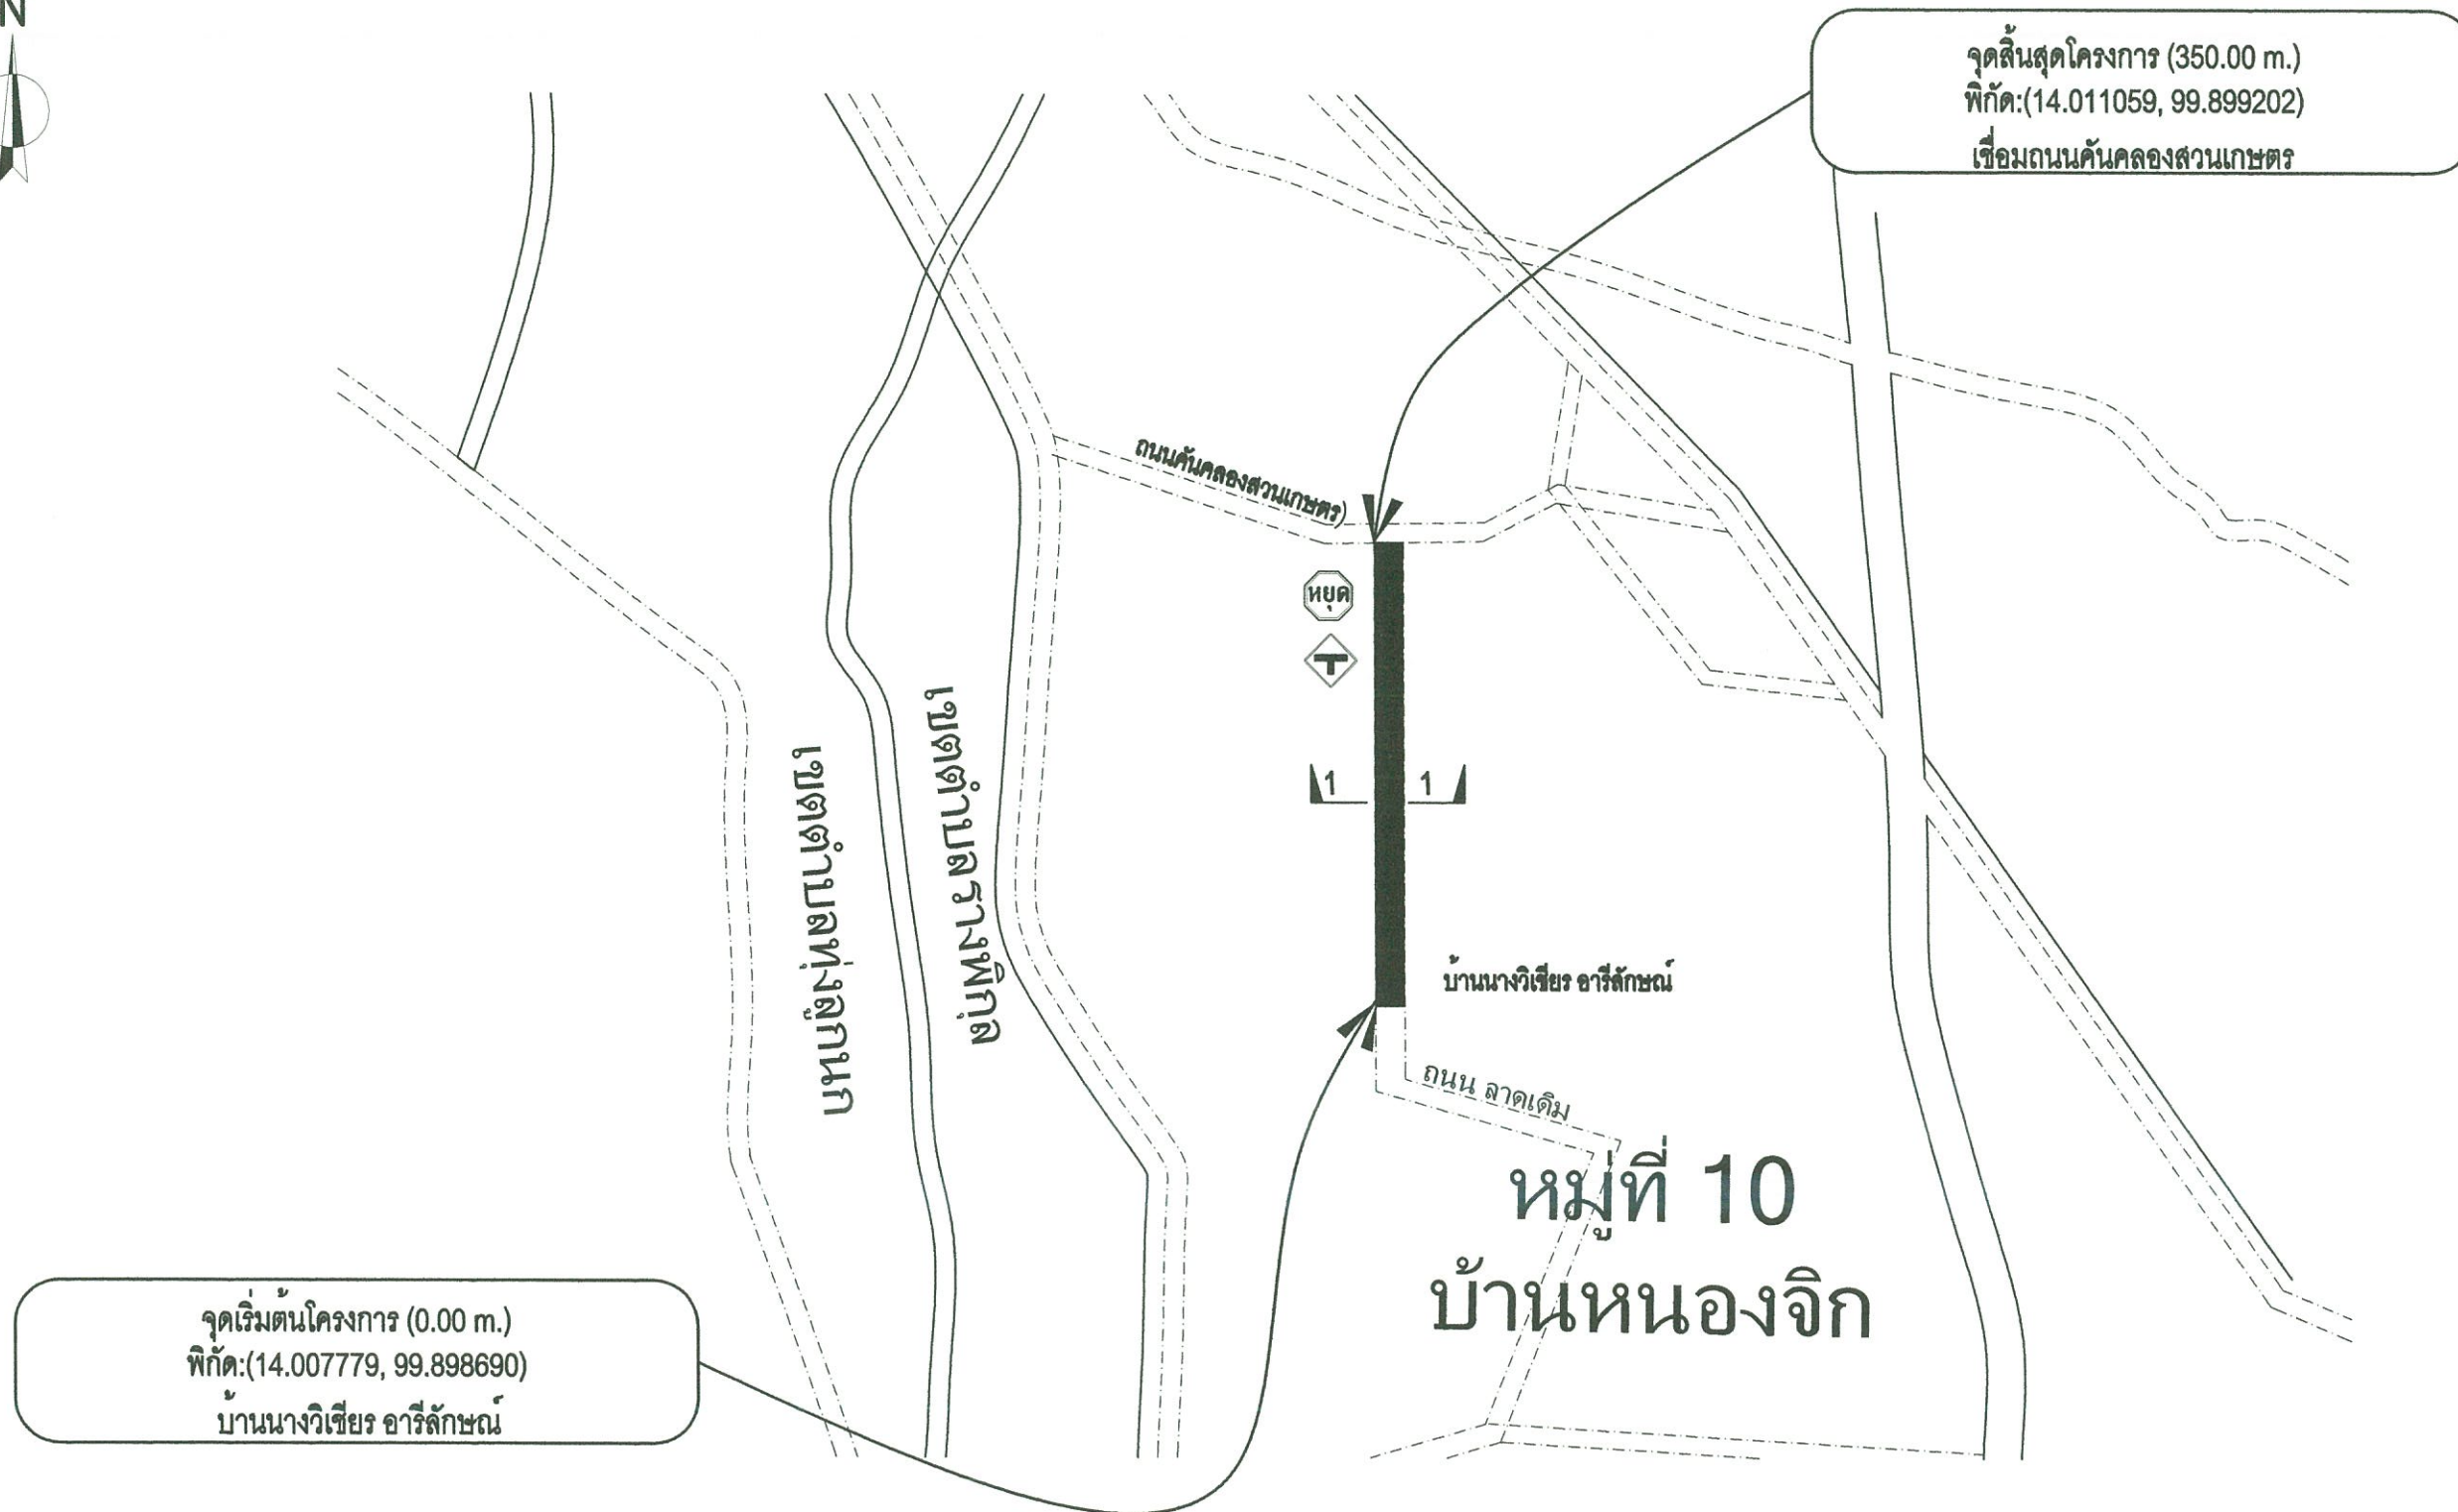 N
จุดสิ้นสุดโครงการ (350.00 m.)
พิกัด:(14.011059, 99.899202)
เชื่อมถนนคันคลองสวนเกษตร
ถนนคันคลองสวนเกษตร)
หยุด
เขตตำบลรางพิกุล
เขตตำบลทุ่งลูกนก
1 1
บ้านนางวิเชียร อารีลักษณ์
ถนน ลาดเดิม
หมู่ที่ 10
บ้านหนองจิก
จุดเริ่มต้นโครงการ (0.00 m.)
พิกัด:(14.007779, 99.898690)
บ้านนางวิเชียร อารีลักษณ์